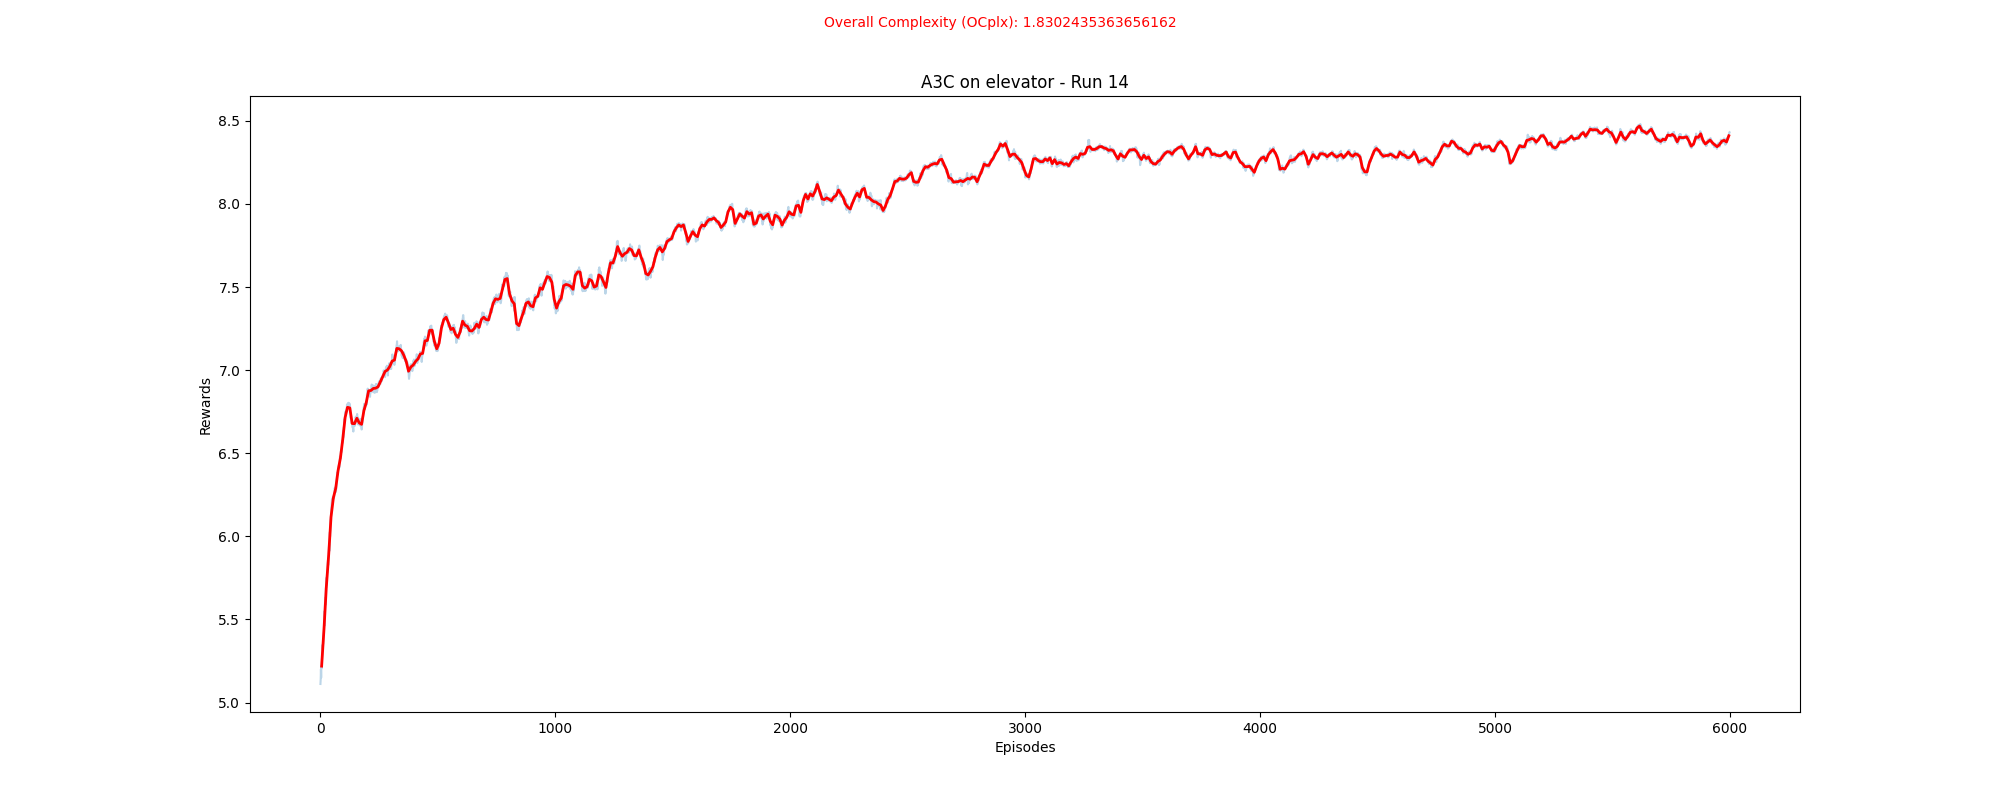 Overall Complexity (OCplx): 1.8302435363656162
A3C on elevator - Run 14
8.5
8.0
7.5
7.0
6.5
6.0
5.5
5.0
Rewards
0 1000 2000 3000 4000 5000 6000
Episodes